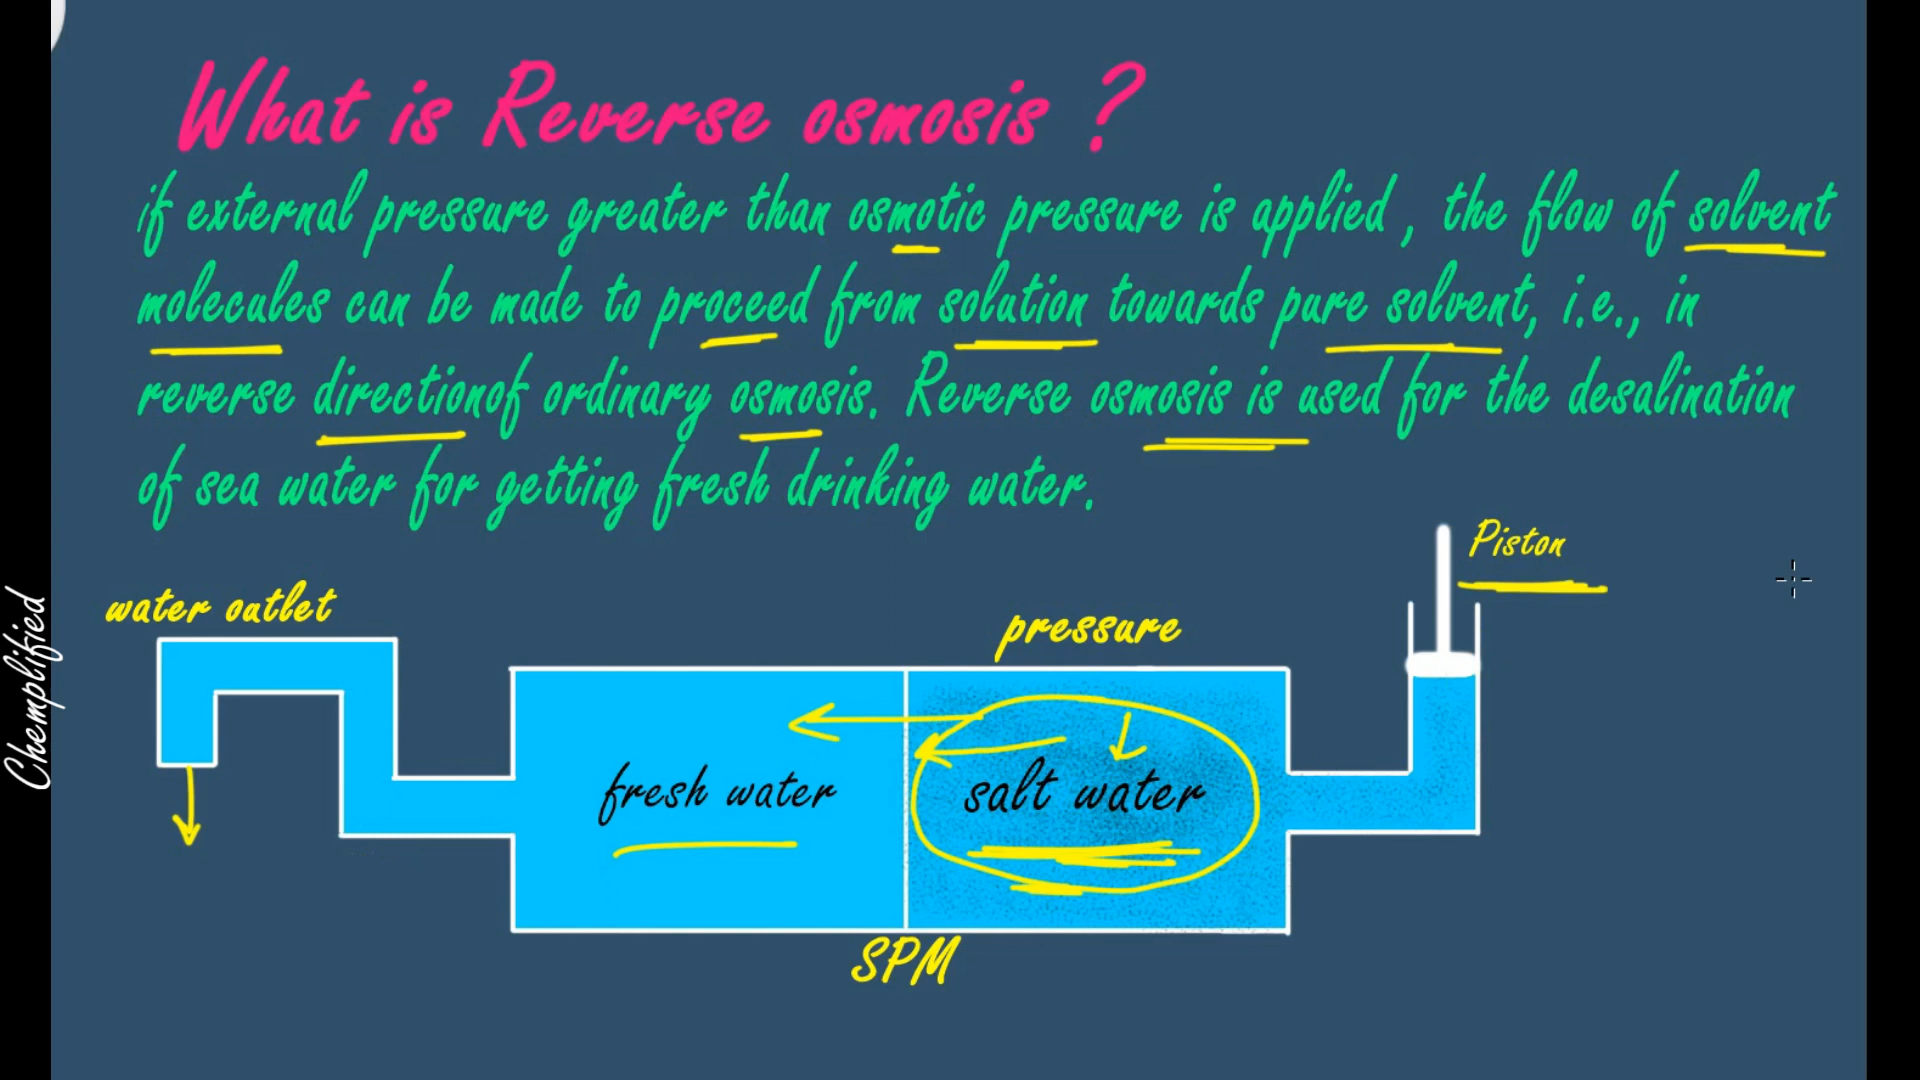 What is Reverse osmosis ?
if external pressure greater than osmotic pressure is applied , the flow of solvent
molecules can be made to proceed from solution towards pure solvent, i.e., in
reverse directionof ordinary osmosis. Reverse osmosis is used for the desalination
of sea water for getting fresh drinking water.
Piston
water outlet
pressure
fresh water
salt water
SPM
Chemplified